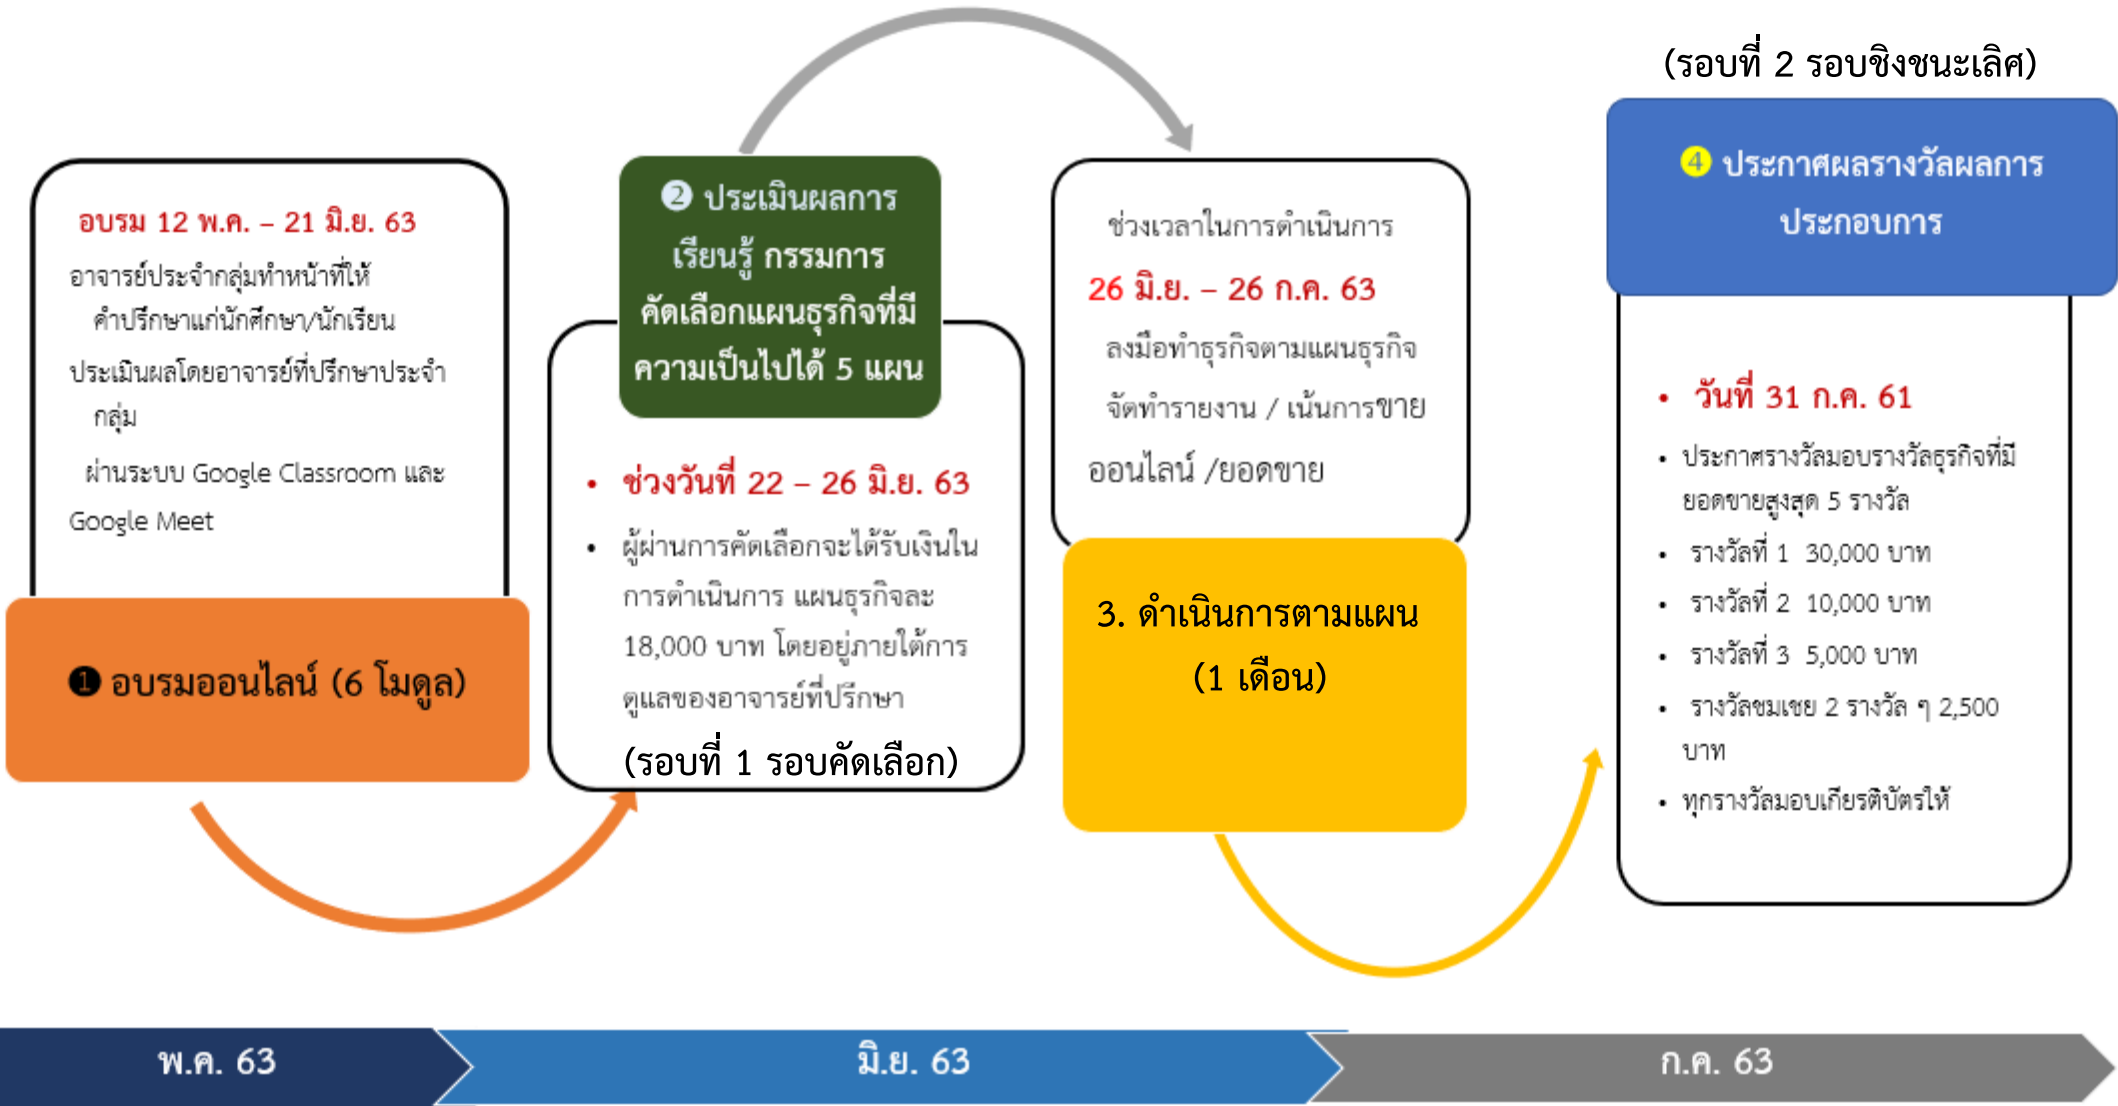 อบรม 12 พ.ค. – 21 มิ.ย. 63
อาจารย์ประจำกลุ่มทำหน้าที่ให้
คำปรึกษาแก่นักศึกษา/นักเรียน
ประเมินผลโดยอาจารย์ที่ปรึกษาประจำ
กลุ่ม
ผ่านระบบ Google Classroom และ
Google Meet
❶ อบรมออนไลน์ (6 โมดูล)
❷ ประเมินผลการ
เรียนรู้ กรรมการ
คัดเลือกแผนธุรกิจที่มี
ความเป็นไปได้ 5 แผน
• ช่วงวันที่ 22 – 26 มิ.ย. 63
• ผู้ผ่านการคัดเลือกจะได้รับเงินใน
การดำเนินการ แผนธุรกิจละ
18,000 บาท โดยอยู่ภายใต้การ
ดูแลของอาจารย์ที่ปรึกษา
(รอบที่ 1 รอบคัดเลือก)
ช่วงเวลาในการดำเนินการ
26 มิ.ย. – 26 ก.ค. 63
ลงมือทำธุรกิจตามแผนธุรกิจ
จัดทำรายงาน / เน้นการขาย
ออนไลน์ /ยอดขาย
3. ดำเนินการตามแผน
(1 เดือน)
(รอบที่ 2 รอบชิงชนะเลิศ)
❹ ประกาศผลรางวัลผลการ
ประกอบการ
• วันที่ 31 ก.ค. 61
• ประกาศรางวัลมอบรางวัลธุรกิจที่มี
ยอดขายสูงสุด 5 รางวัล
• รางวัลที่ 1 30,000 บาท
• รางวัลที่ 2 10,000 บาท
• รางวัลที่ 3 5,000 บาท
• รางวัลชมเชย 2 รางวัล ๆ 2,500
บาท
• ทุกรางวัลมอบเกียรติบัตรให้
พ.ค. 63
มิ.ย. 63
ก.ค. 63